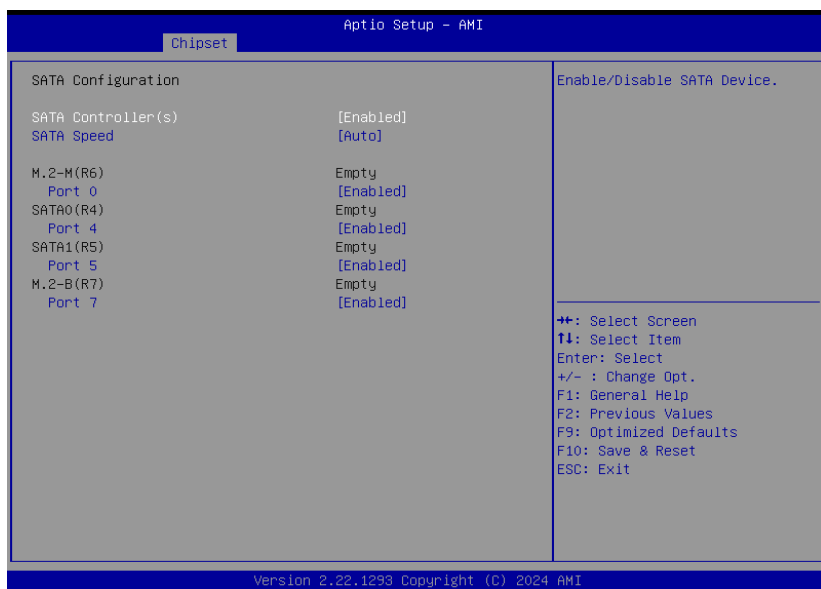 Aptio Setup – AMI
Chipset
SATA Configuration
SATA Controller(s) [Enabled]
SATA Speed [Auto]
M.2-M(R6) Empty
Port 0 [Enabled]
SATA0(R4) Empty
Port 4 [Enabled]
SATA1(R5) Empty
Port 5 [Enabled]
M.2-B(R7) Empty
Port 7 [Enabled]
Enable/Disable SATA Device.
→←: Select Screen
↑↓: Select Item
Enter: Select
+/- : Change Opt.
F1: General Help
F2: Previous Values
F9: Optimized Defaults
F10: Save & Reset
ESC: Exit
Version 2.22.1293 Copyright (C) 2024 AMI